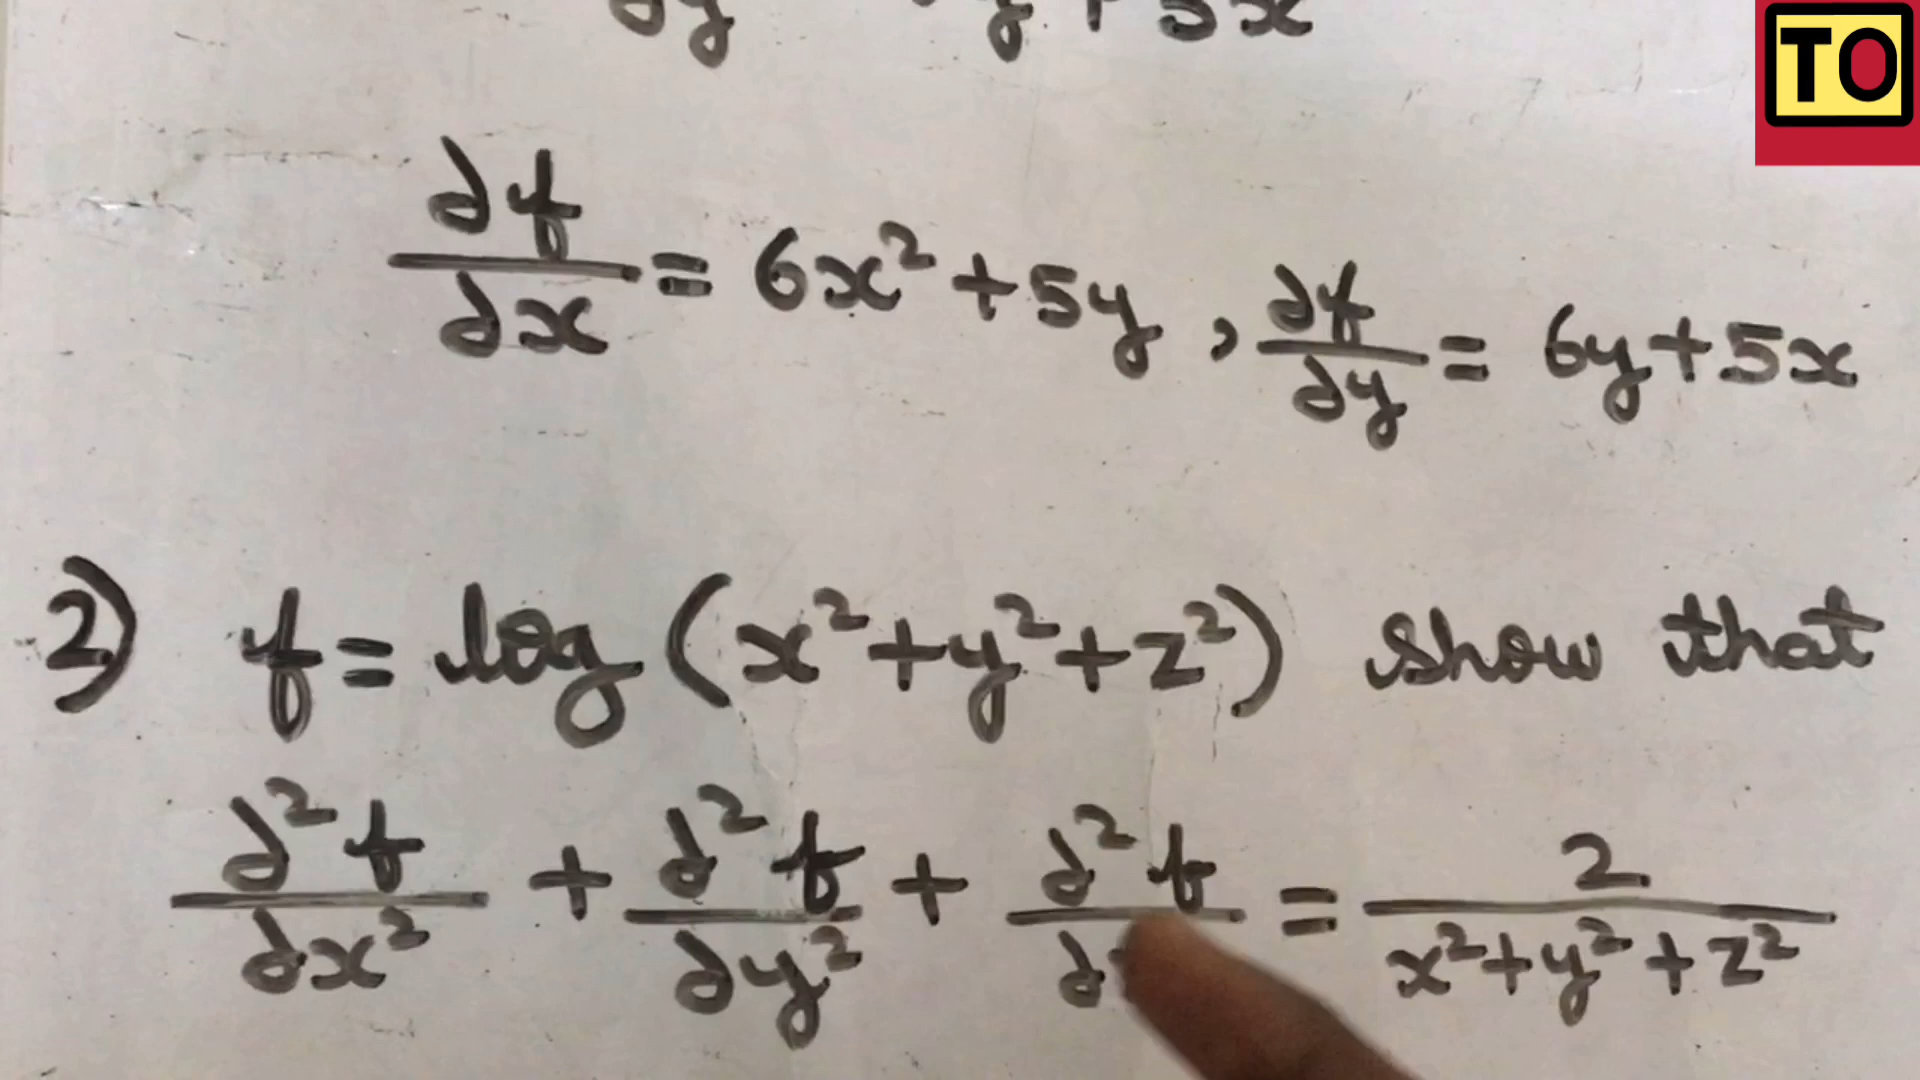 TO
∂y y + 5x
∂f/∂x = 6x² + 5y , ∂f/∂y = 6y + 5x
2) f = log (x² + y² + z²) show that
∂²f/∂x² + ∂²f/∂y² + ∂²f/∂ = 2/(x² + y² + z²)